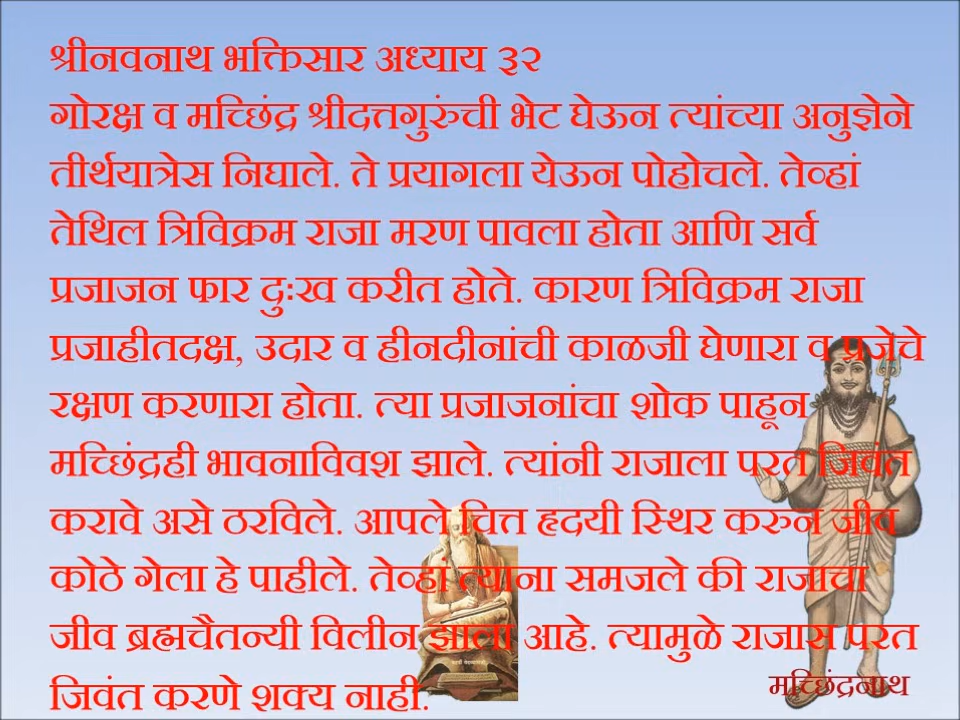 श्रीनवनाथ भक्तिसार अध्याय ३२
गोरक्ष व मच्छिंद्र श्रीदत्तगुरुंची भेट घेऊन त्यांच्या अनुज्ञेने
तीर्थयात्रेस निघाले. ते प्रयागला येऊन पोहोचले. तेव्हां
तेथिल त्रिविक्रम राजा मरण पावला होता आणि सर्व
प्रजाजन फार दुःख करीत होते. कारण त्रिविक्रम राजा
प्रजाहीतदक्ष, उदार व हीनदीनांची काळजी घेणारा व प्रजेचे
रक्षण करणारा होता. त्या प्रजाजनांचा शोक पाहून
मच्छिंद्रही भावनाविवश झाले. त्यांनी राजाला परत जिवंत
करावे असे ठरविले. आपले चित्त हृदयी स्थिर करुन जीव
कोठे गेला हे पाहीले. तेव्हां त्याना समजले की राजाचा
जीव ब्रह्मचैतन्यी विलीन झाला आहे. त्यामुळे राजास परत
जिवंत करणे शक्य नाही.
मच्छिंद्रनाथ